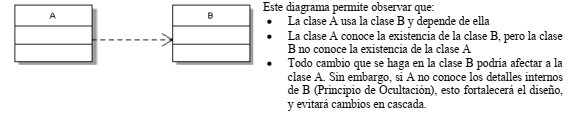 A
B
Este diagrama permite observar que:
• La clase A usa la clase B y depende de ella
• La clase A conoce la existencia de la clase B, pero la clase
B no conoce la existencia de la clase A
• Todo cambio que se haga en la clase B podría afectar a la
clase A. Sin embargo, si A no conoce los detalles internos
de B (Principio de Ocultación), esto fortalecerá el diseño,
y evitará cambios en cascada.